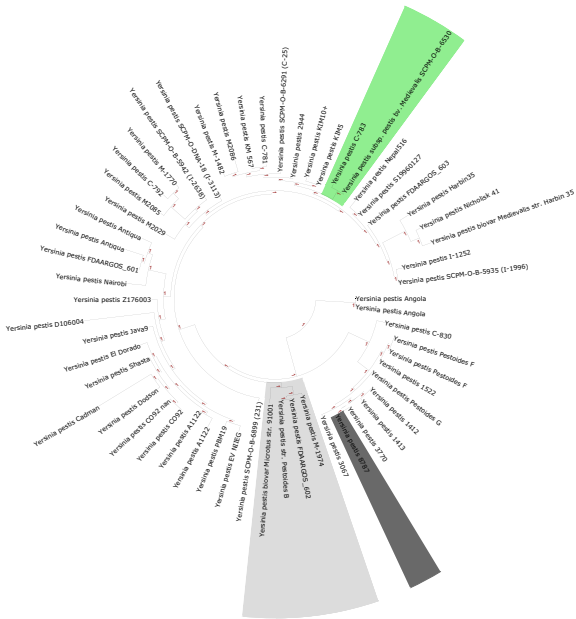 Yersinia pestis SCPM-O-B-6291 (C-25)
Yersinia pestis 2944
Yersinia pestis KIM10+
Yersinia pestis KIM5
Yersinia pestis C-783
Yersinia pestis subsp. pestis bv. Medievalis SCPM-O-B-6530
Yersinia pestis Nepal516
Yersinia pestis S19960127
Yersinia pestis FDAARGOS_603
Yersinia pestis Harbin35
Yersinia pestis Nicholisk 41
Yersinia pestis biovar Medievalis str. Harbin 35
Yersinia pestis I-1252
Yersinia pestis SCPM-O-B-5935 (I-1996)
Yersinia pestis Angola
Yersinia pestis Angola
Yersinia pestis C-830
Yersinia pestis Pestoides F
Yersinia pestis Pestoides F
Yersinia pestis 1522
Yersinia pestis Pestoides G
Yersinia pestis 1412
Yersinia pestis 1413
Yersinia pestis 3770
Yersinia pestis 8787
Yersinia pestis 3067
Yersinia pestis M-1974
Yersinia pestis FDAARGOS_602
Yersinia pestis str. Pestoides B
Yersinia pestis biovar Microtus str. 91001
Yersinia pestis SCPM-O-B-6899 (231)
Yersinia pestis EV NIIEG
Yersinia pestis PBM19
Yersinia pestis A1122
Yersinia pestis A1122
Yersinia pestis CO92
Yersinia pestis CO92 nan
Yersinia pestis Dodson
Yersinia pestis Cadman
Yersinia pestis Shasta
Yersinia pestis El Dorado
Yersinia pestis Java9
Yersinia pestis D106004
Yersinia pestis Z176003
Yersinia pestis Nairobi
Yersinia pestis FDAARGOS_601
Yersinia pestis Antiqua
Yersinia pestis Antiqua
Yersinia pestis M2029
Yersinia pestis M2085
Yersinia pestis C-792
Yersinia pestis M-1770
Yersinia pestis SCPM-O-B-5942 (I-2638)
Yersinia pestis SCPM-O-DNA-18 (I-3113)
Yersinia pestis M-1482
Yersinia pestis M2086
Yersinia pestis KM 567
Yersinia pestis C-781